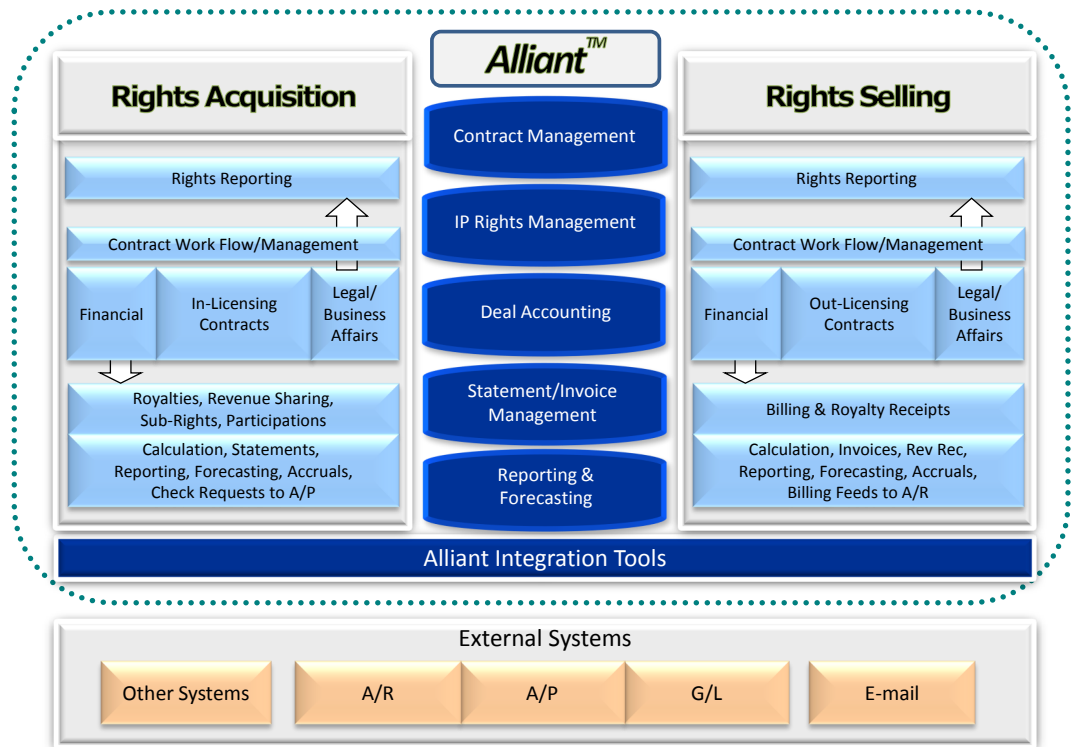 Alliant™
Rights Acquisition
Rights Reporting
Contract Work Flow/Management
Financial
In-Licensing
Contracts
Legal/
Business
Affairs
Royalties, Revenue Sharing,
Sub-Rights, Participations
Calculation, Statements,
Reporting, Forecasting, Accruals,
Check Requests to A/P
Contract Management
IP Rights Management
Deal Accounting
Statement/Invoice
Management
Reporting &
Forecasting
Rights Selling
Rights Reporting
Contract Work Flow/Management
Financial
Out-Licensing
Contracts
Legal/
Business
Affairs
Billing & Royalty Receipts
Calculation, Invoices, Rev Rec,
Reporting, Forecasting, Accruals,
Billing Feeds to A/R
Alliant Integration Tools
External Systems
Other Systems
A/R
A/P
G/L
E-mail